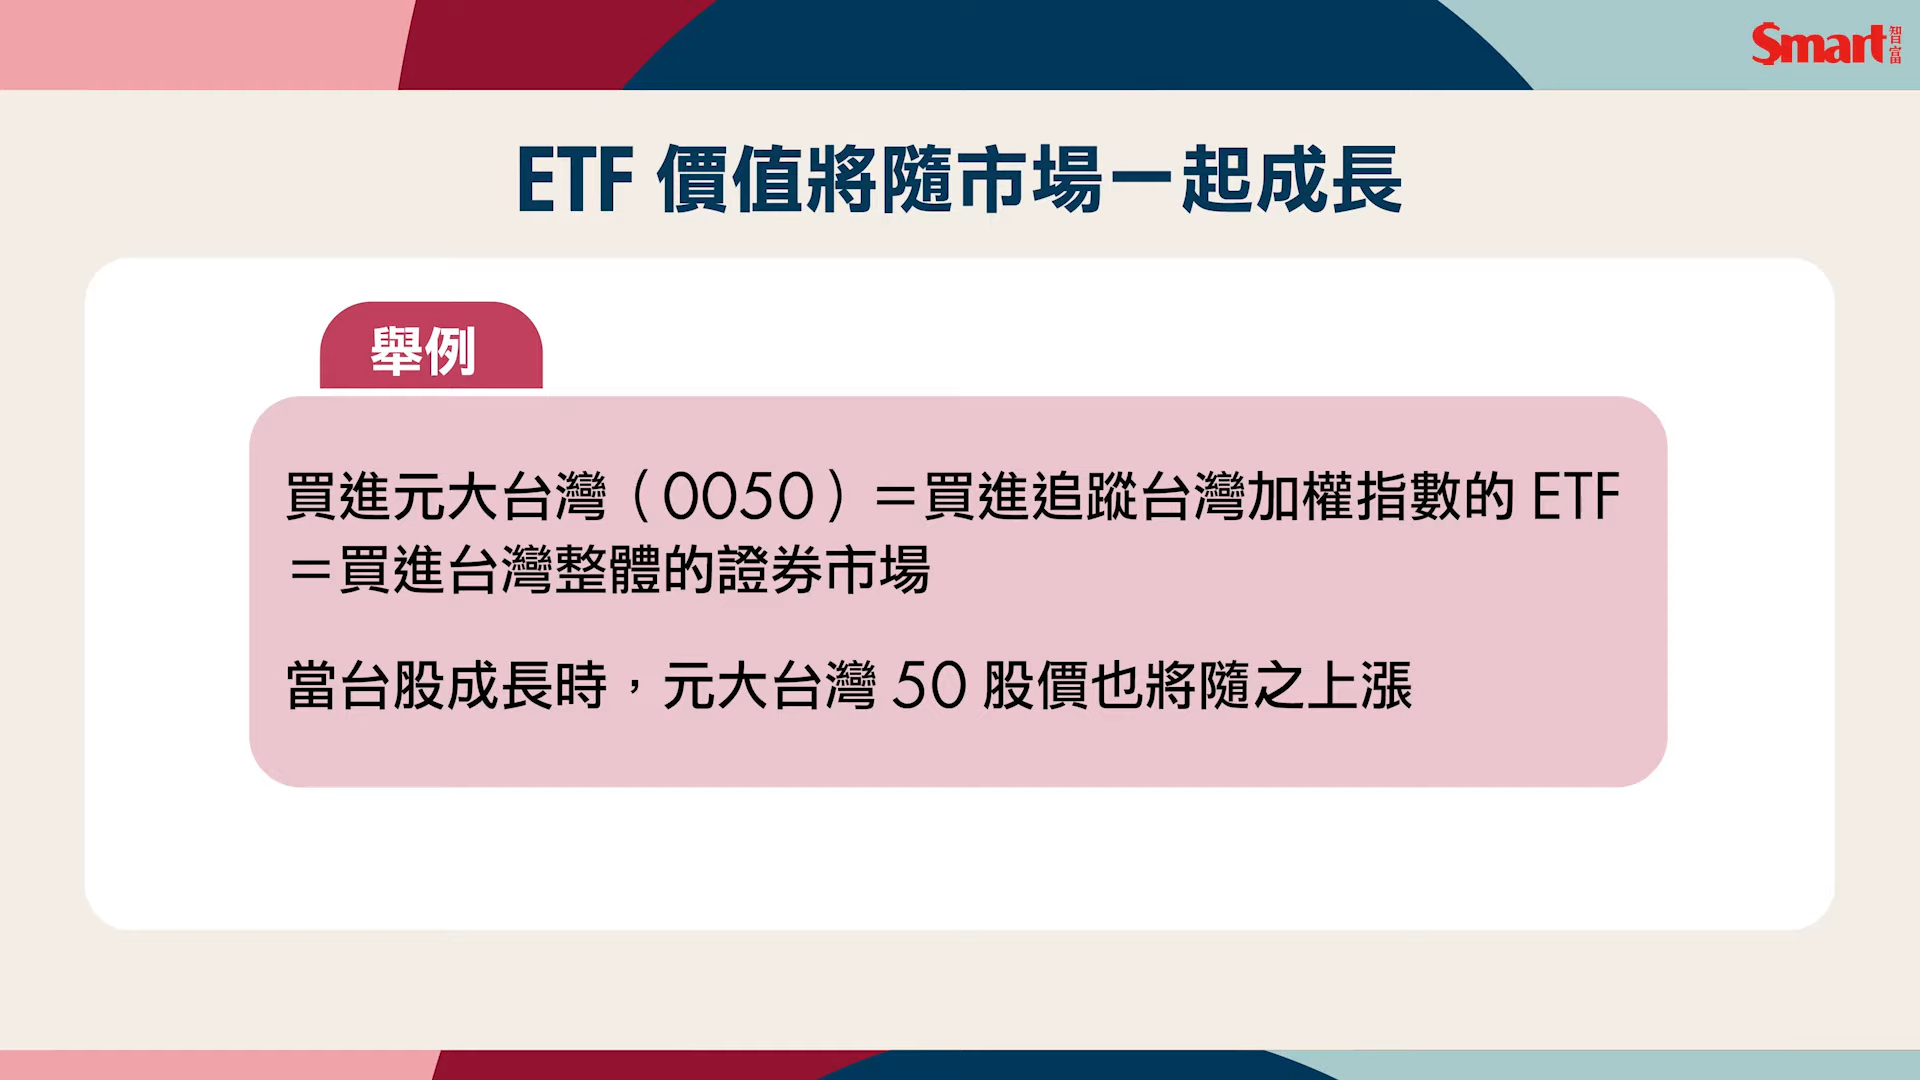 Smart智富
ETF 價值將隨市場一起成長
舉例
買進元大台灣（0050）＝買進追蹤台灣加權指數的 ETF
＝買進台灣整體的證券市場
當台股成長時，元大台灣 50 股價也將隨之上漲